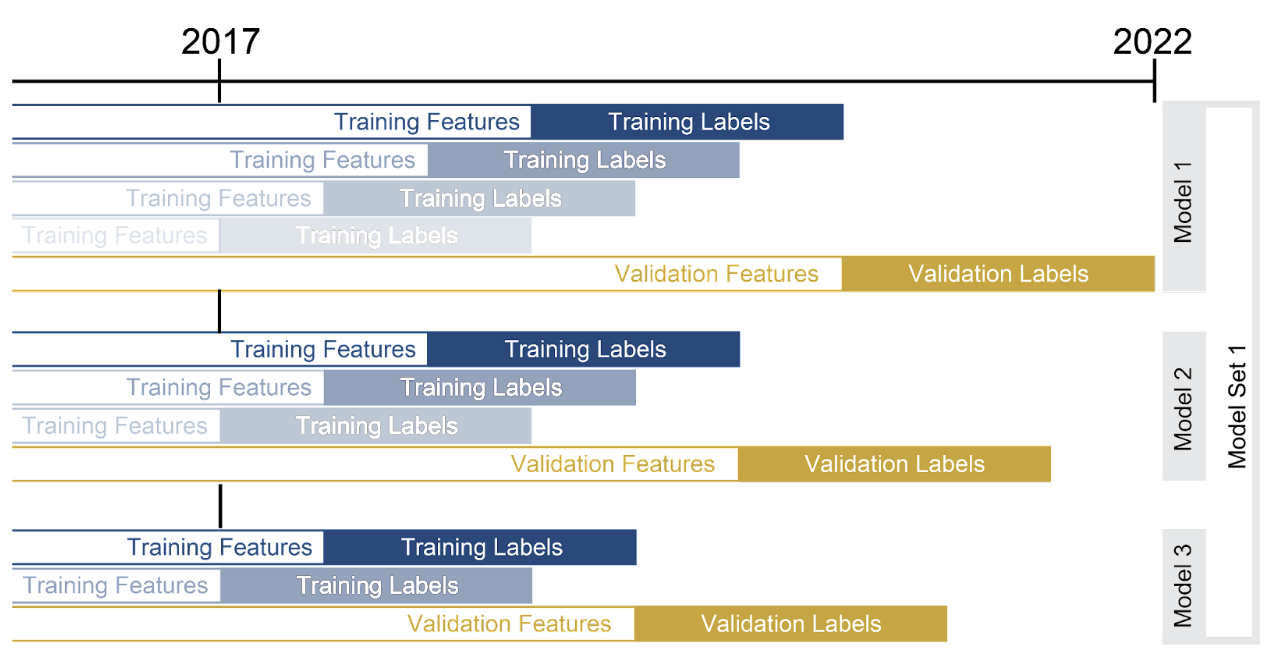 2017
2022
Training Features Training Labels
Training Features Training Labels
Training Features Training Labels
Training Features Training Labels
Validation Features Validation Labels
Model 1
Training Features Training Labels
Training Features Training Labels
Training Features Training Labels
Validation Features Validation Labels
Model 2
Model Set 1
Training Features Training Labels
Training Features Training Labels
Validation Features Validation Labels
Model 3